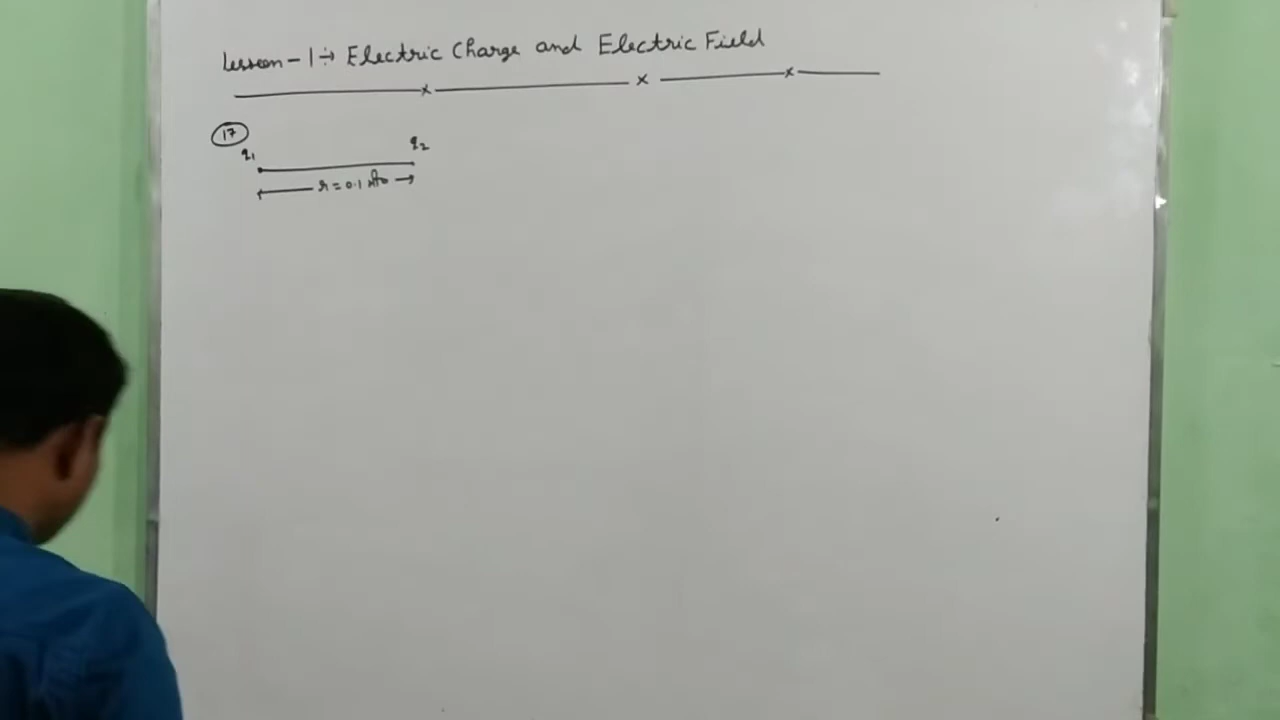 Lesson-1 :→ Electric Charge and Electric Field
17
q₁ q₂
r = 0.1